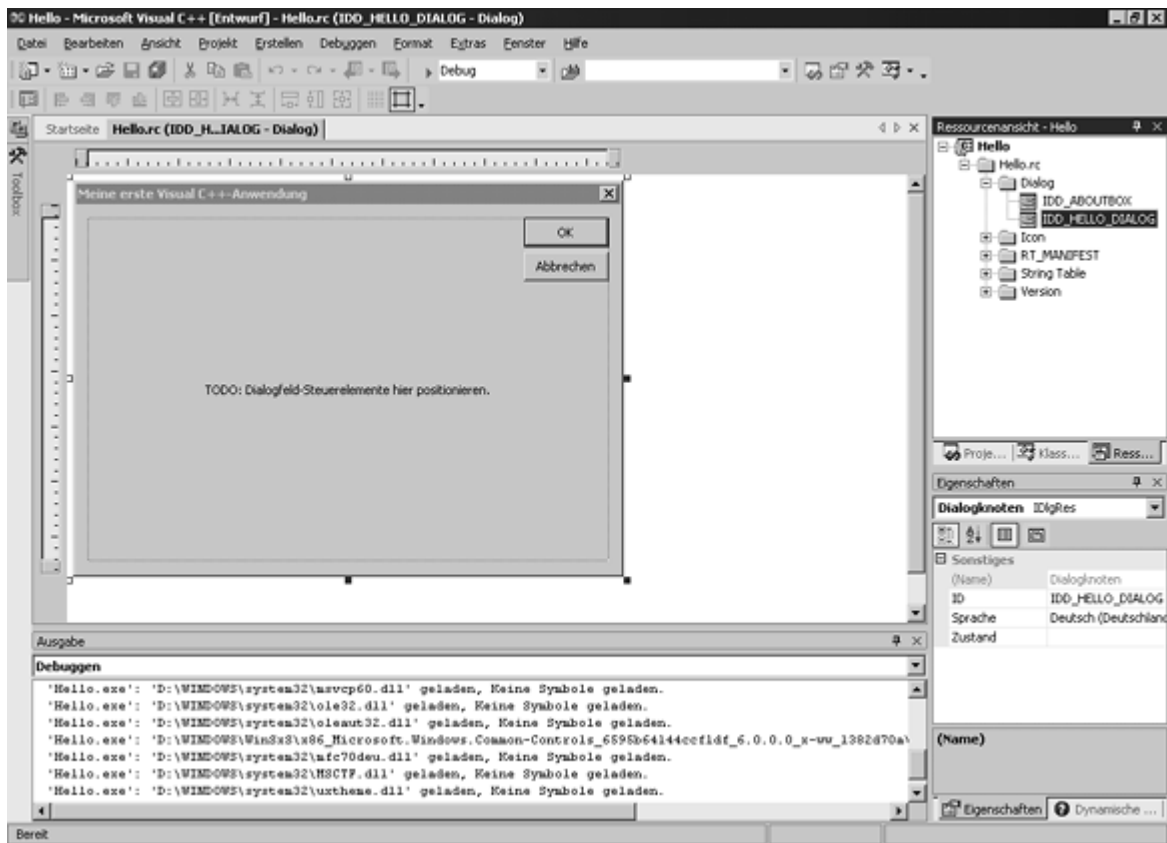 Hello - Microsoft Visual C++ [Entwurf] - Hello.rc (IDD_HELLO_DIALOG - Dialog)
Datei Bearbeiten Ansicht Projekt Erstellen Debuggen Format Extras Fenster Hilfe
Debug
Startseite Hello.rc (IDD_H...IALOG - Dialog)
Toolbox
Meine erste Visual C++-Anwendung
OK
Abbrechen
TODO: Dialogfeld-Steuerelemente hier positionieren.
Ressourcenansicht - Hello
Hello
Hello.rc
Dialog
IDD_ABOUTBOX
IDD_HELLO_DIALOG
Icon
RT_MANIFEST
String Table
Version
Proje... Klass... Ress...
Eigenschaften
Dialogknoten IDlgRes
Sonstiges
(Name) Dialogknoten
ID IDD_HELLO_DIALOG
Sprache Deutsch (Deutschland
Zustand
(Name)
Eigenschaften Dynamische ...
Ausgabe
Debuggen
'Hello.exe': 'D:\WINDOWS\system32\msvcp60.dll' geladen, Keine Symbole geladen.
'Hello.exe': 'D:\WINDOWS\system32\ole32.dll' geladen, Keine Symbole geladen.
'Hello.exe': 'D:\WINDOWS\system32\oleaut32.dll' geladen, Keine Symbole geladen.
'Hello.exe': 'D:\WINDOWS\WinSxS\x86_Microsoft.Windows.Common-Controls_6595b64144ccf1df_6.0.0.0_x-ww_1382d70a\
'Hello.exe': 'D:\WINDOWS\system32\mfc70deu.dll' geladen, Keine Symbole geladen.
'Hello.exe': 'D:\WINDOWS\system32\MSCTF.dll' geladen, Keine Symbole geladen.
'Hello.exe': 'D:\WINDOWS\system32\uxtheme.dll' geladen, Keine Symbole geladen.
Bereit